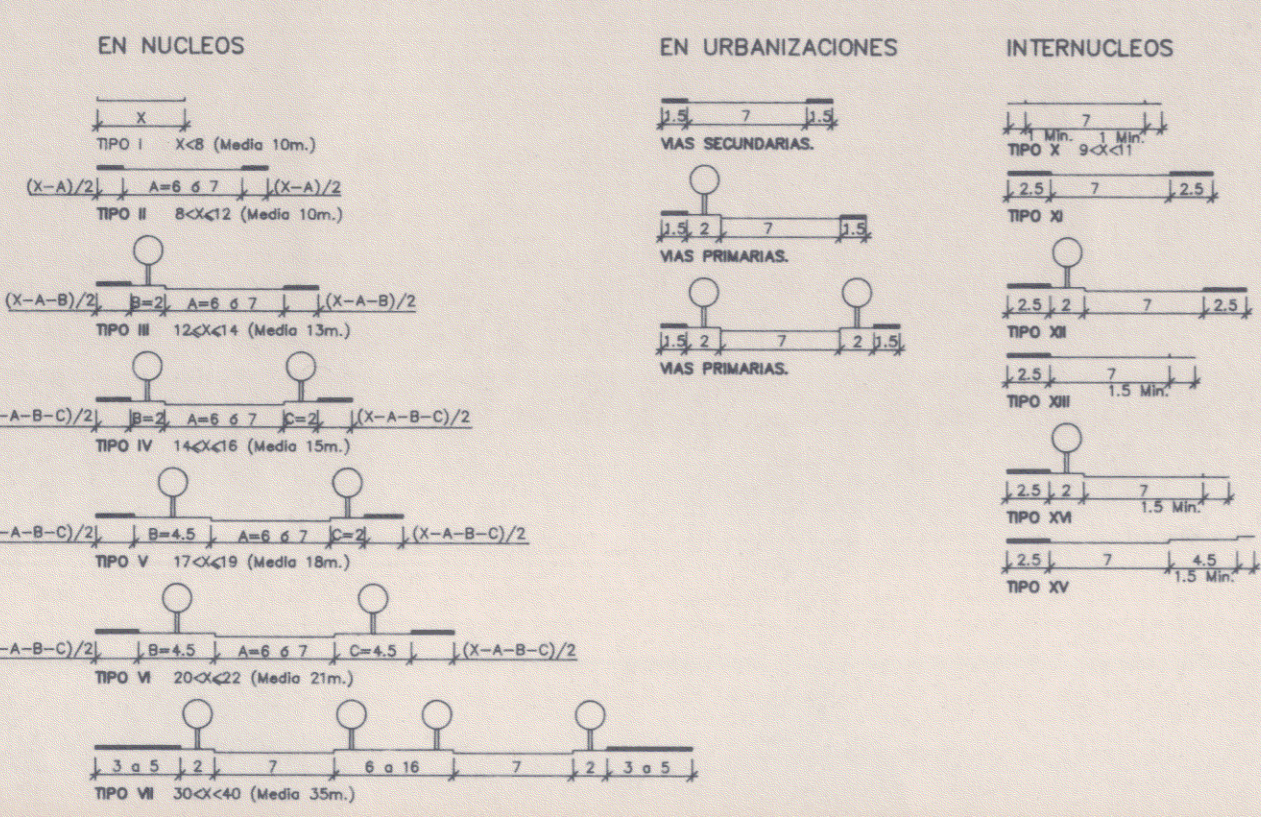 EN NUCLEOS
X
TIPO I X<8 (Media 10m.)
(X-A)/2 A=6 ó 7 (X-A)/2
TIPO II 8<X⩽12 (Media 10m.)
(X-A-B)/2 B=2 A=6 ó 7 (X-A-B)/2
TIPO III 12<X⩽14 (Media 13m.)
-A-B-C)/2 B=2 A=6 ó 7 C=2 (X-A-B-C)/2
TIPO IV 14<X⩽16 (Media 15m.)
-A-B-C)/2 B=4.5 A=6 ó 7 C=2 (X-A-B-C)/2
TIPO V 17<X⩽19 (Media 18m.)
-A-B-C)/2 B=4.5 A=6 ó 7 C=4.5 (X-A-B-C)/2
TIPO VI 20<X⩽22 (Media 21m.)
3 a 5 2 7 6 a 16 7 2 3 a 5
TIPO VII 30<X<40 (Media 35m.)
EN URBANIZACIONES
1.5 7 1.5
VIAS SECUNDARIAS.
1.5 2 7 1.5
VIAS PRIMARIAS.
1.5 2 7 2 1.5
VIAS PRIMARIAS.
INTERNUCLEOS
7
1 Min. 1 Min.
TIPO X 9<X<11
2.5 7 2.5
TIPO XI
2.5 2 7 2.5
TIPO XII
2.5 7
1.5 Min.
TIPO XIII
2.5 2 7
1.5 Min.
TIPO XVI
2.5 7 4.5
1.5 Min.
TIPO XV